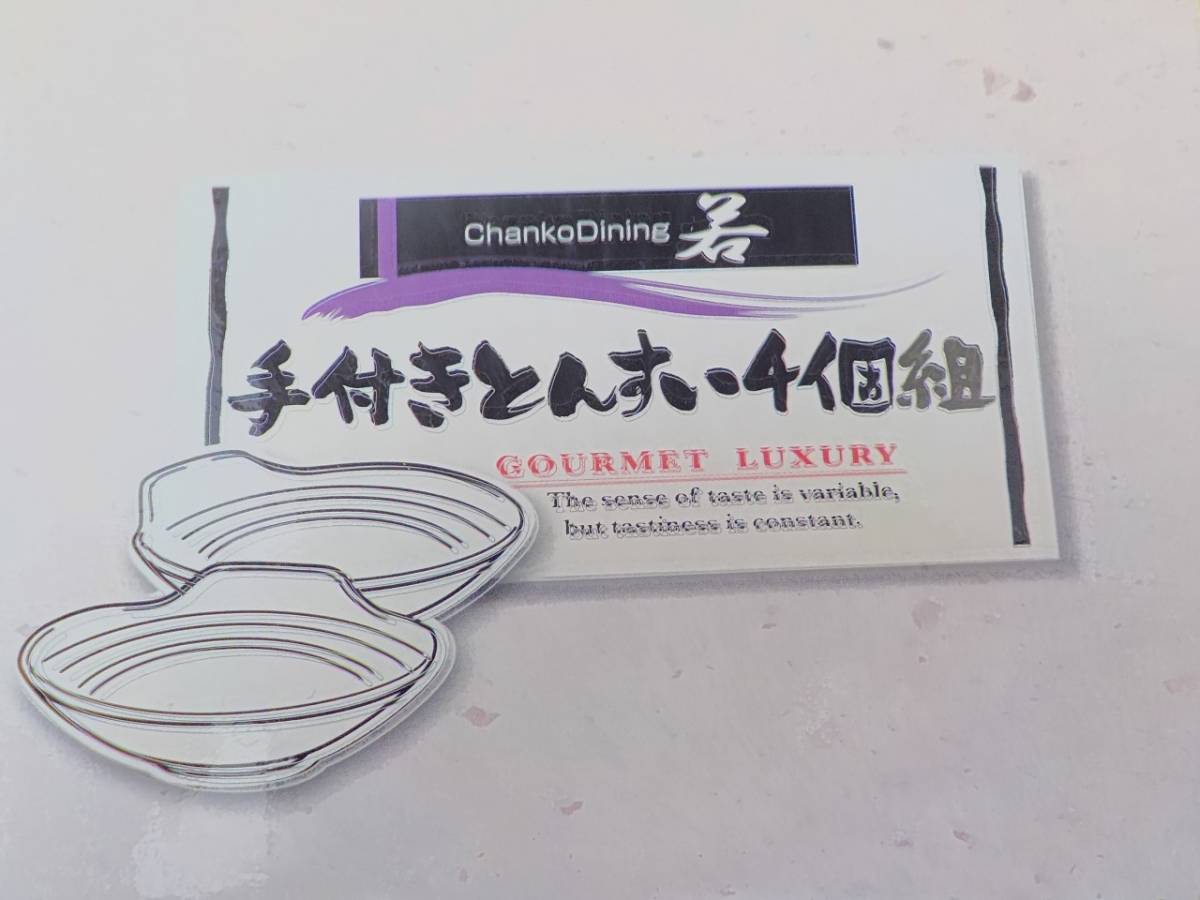 ChankoDining 若
手付きとんすい4個組
GOURMET LUXURY
The sense of taste is variable,
but tastiness is constant.